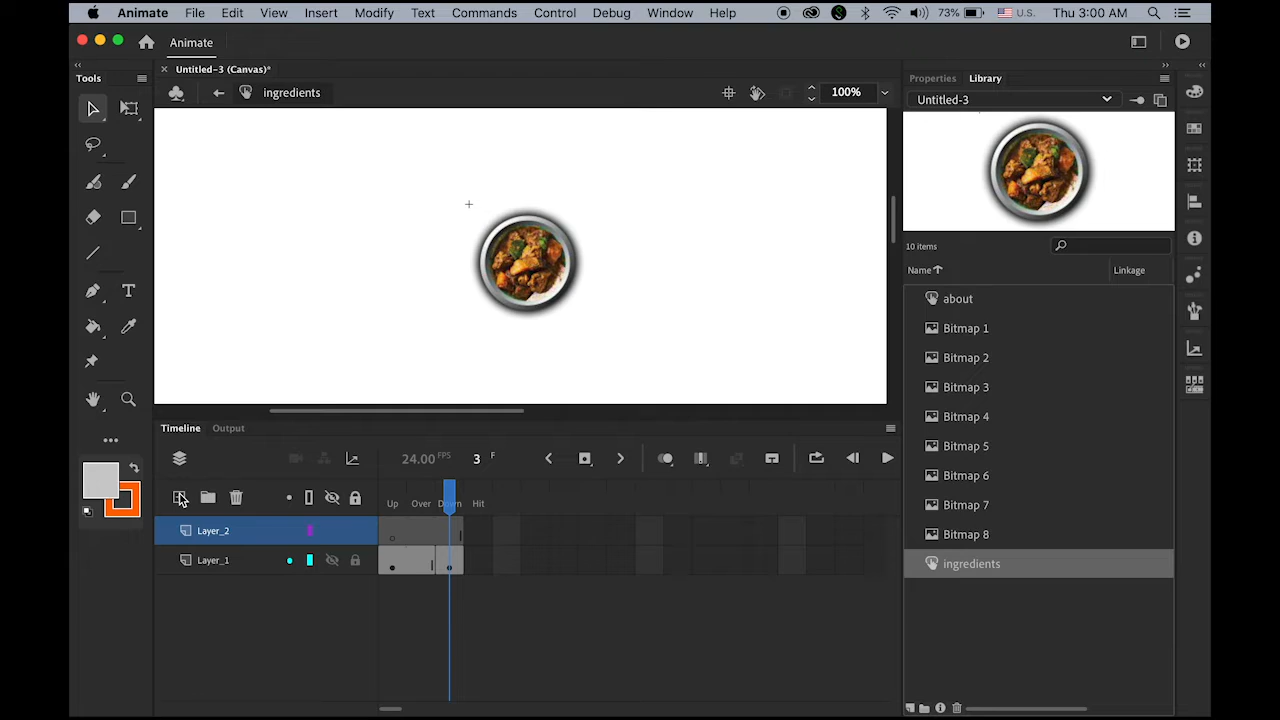 Animate File Edit View Insert Modify Text Commands Control Debug Window Help 73% U.S. Thu 3:00 AM
Animate
Tools Untitled-3 (Canvas)* Properties Library
ingredients 100% Untitled-3
10 items
Name Linkage
about
Bitmap 1
Bitmap 2
Bitmap 3
Bitmap 4
Bitmap 5
Bitmap 6
Bitmap 7
Bitmap 8
ingredients
Timeline Output
24.00 FPS 3 F
Up Over Down Hit
Layer_2
Layer_1